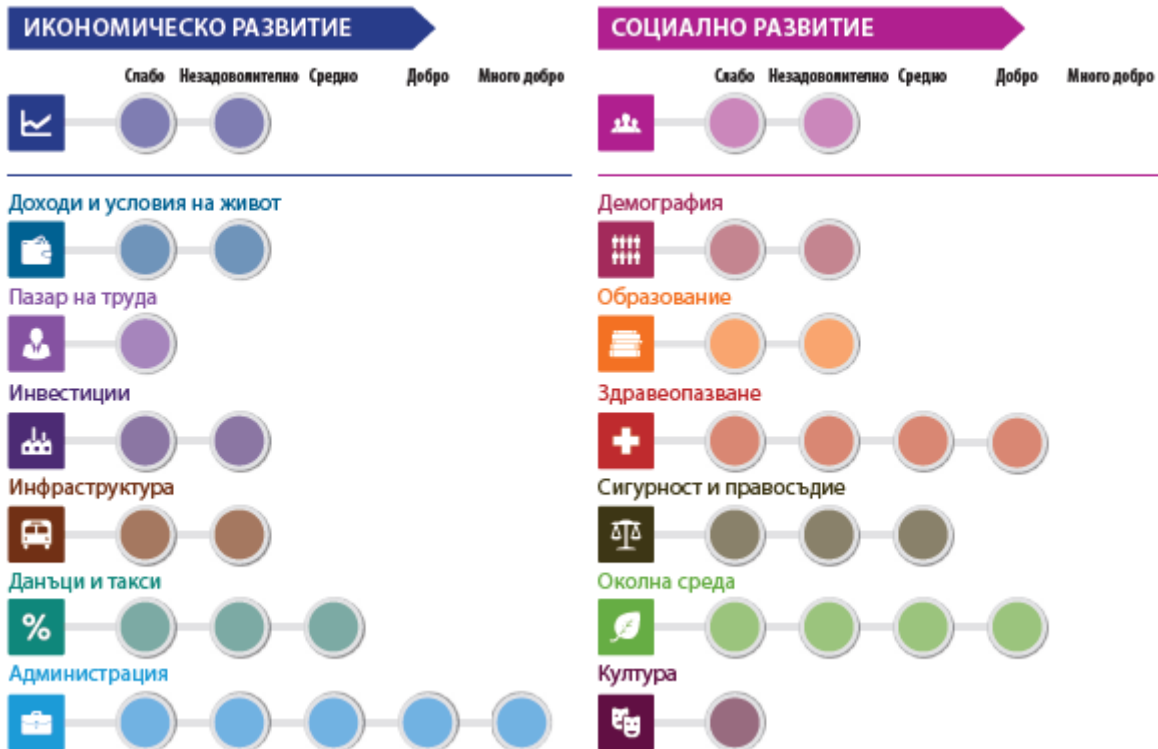 ИКОНОМИЧЕСКО РАЗВИТИЕ
Слабо Незадоволително Средно Добро Много добро
Доходи и условия на живот
Пазар на труда
Инвестиции
Инфраструктура
Данъци и такси
%
Администрация
СОЦИАЛНО РАЗВИТИЕ
Слабо Незадоволително Средно Добро Много добро
Демография
Образование
Здравеопазване
Сигурност и правосъдие
Околна среда
Култура